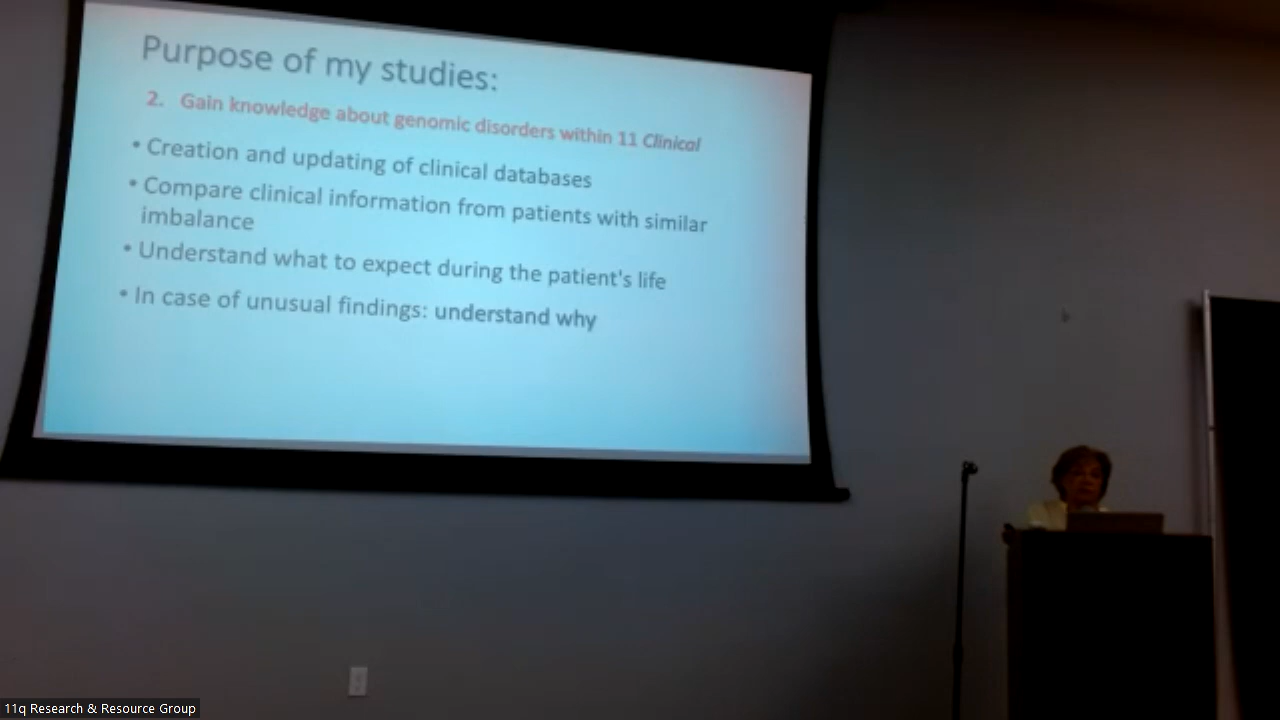 Purpose of my studies:
2. Gain knowledge about genomic disorders within 11 Clinical
• Creation and updating of clinical databases
• Compare clinical information from patients with similar
imbalance
• Understand what to expect during the patient's life
• In case of unusual findings: understand why
11q Research & Resource Group